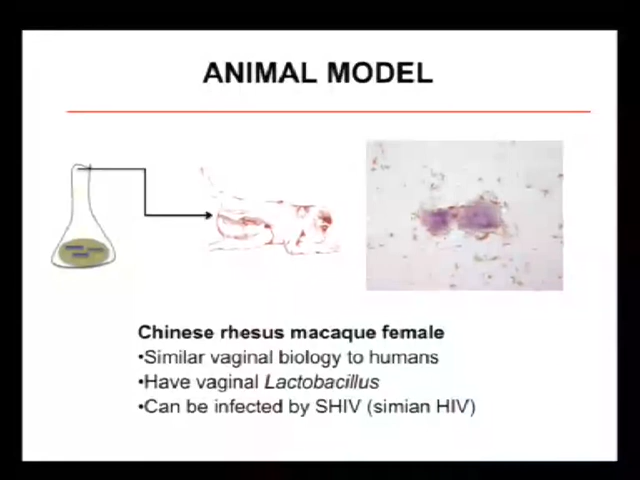 ANIMAL MODEL
Chinese rhesus macaque female
•Similar vaginal biology to humans
•Have vaginal Lactobacillus
•Can be infected by SHIV (simian HIV)